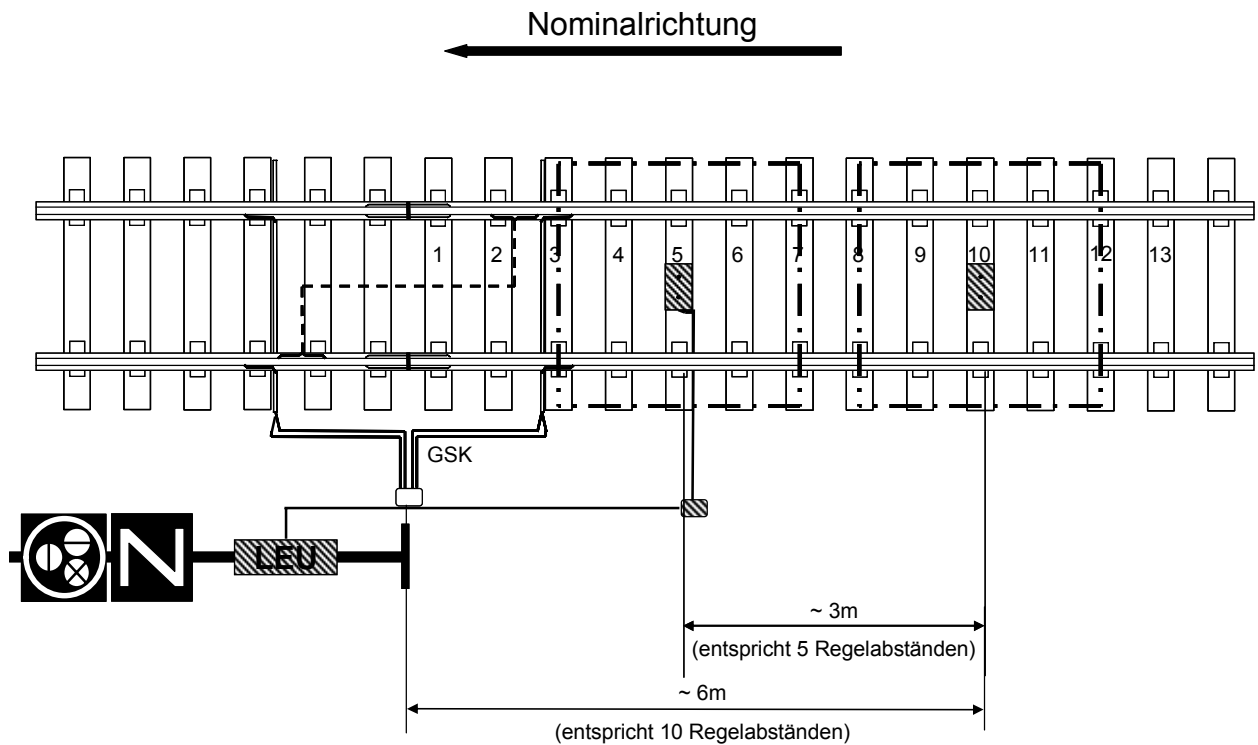 Nominalrichtung
1 2 3 4 5 6 7 8 9 10 11 12 13
GSK
N LEU
~ 3m
(entspricht 5 Regelabständen)
~ 6m
(entspricht 10 Regelabständen)